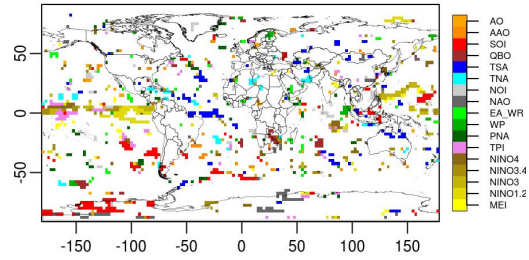 50
0
-50
-150 -100 -50 0 50 100 150
AO
AAO
SOI
QBO
TSA
TNA
NOI
NAO
EA_WR
WP
PNA
TPI
NINO4
NINO3.4
NINO3
NINO1.2
MEI